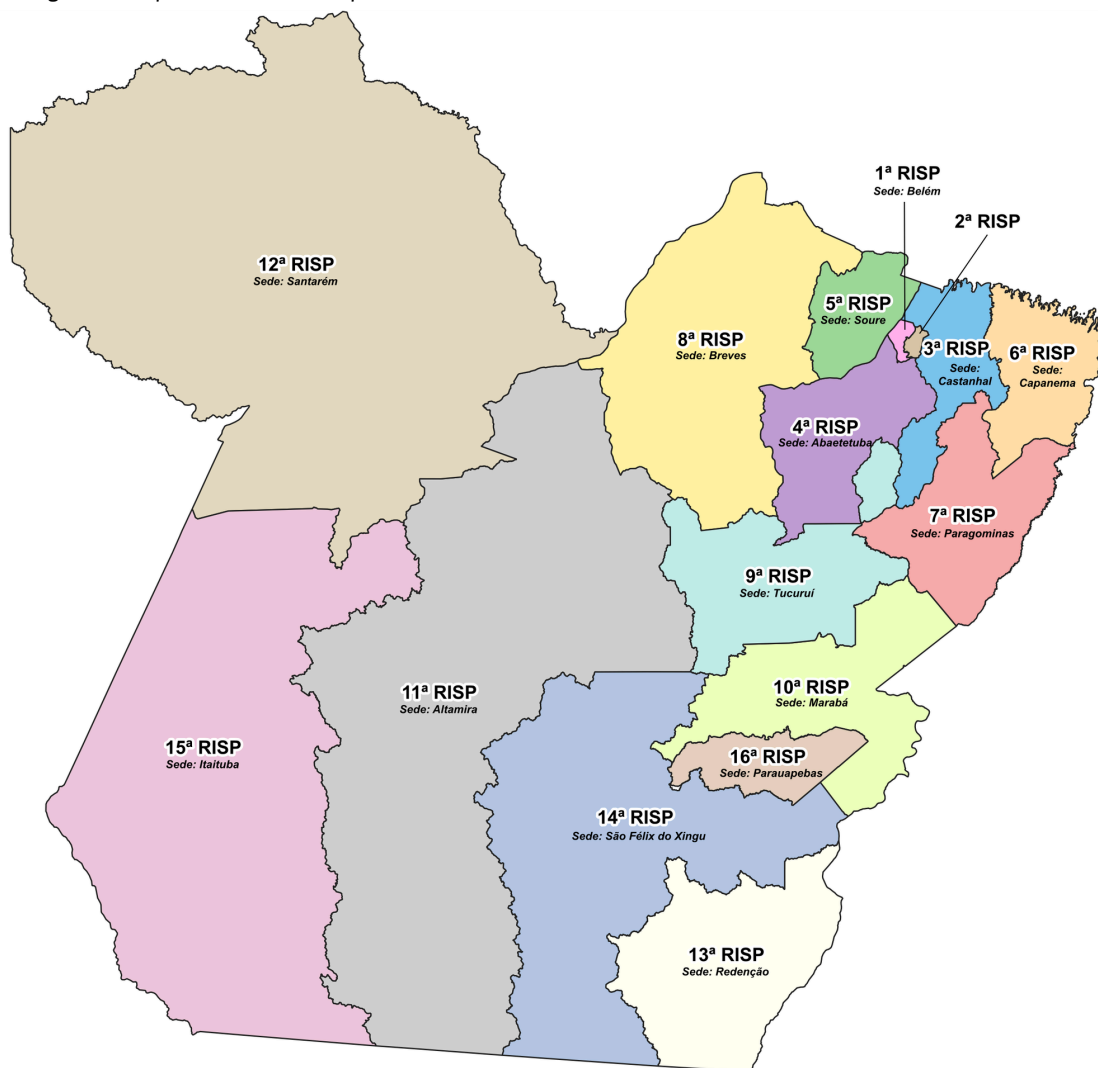 1ª RISP
Sede: Belém
2ª RISP
12ª RISP
Sede: Santarém
5ª RISP
Sede: Soure
8ª RISP
Sede: Breves
3ª RISP
Sede:
Castanhal
6ª RISP
Sede:
Capanema
4ª RISP
Sede: Abaetetuba
7ª RISP
Sede: Paragominas
9ª RISP
Sede: Tucuruí
11ª RISP
Sede: Altamira
10ª RISP
Sede: Marabá
15ª RISP
Sede: Itaituba
16ª RISP
Sede: Parauapebas
14ª RISP
Sede: São Félix do Xingu
13ª RISP
Sede: Redenção